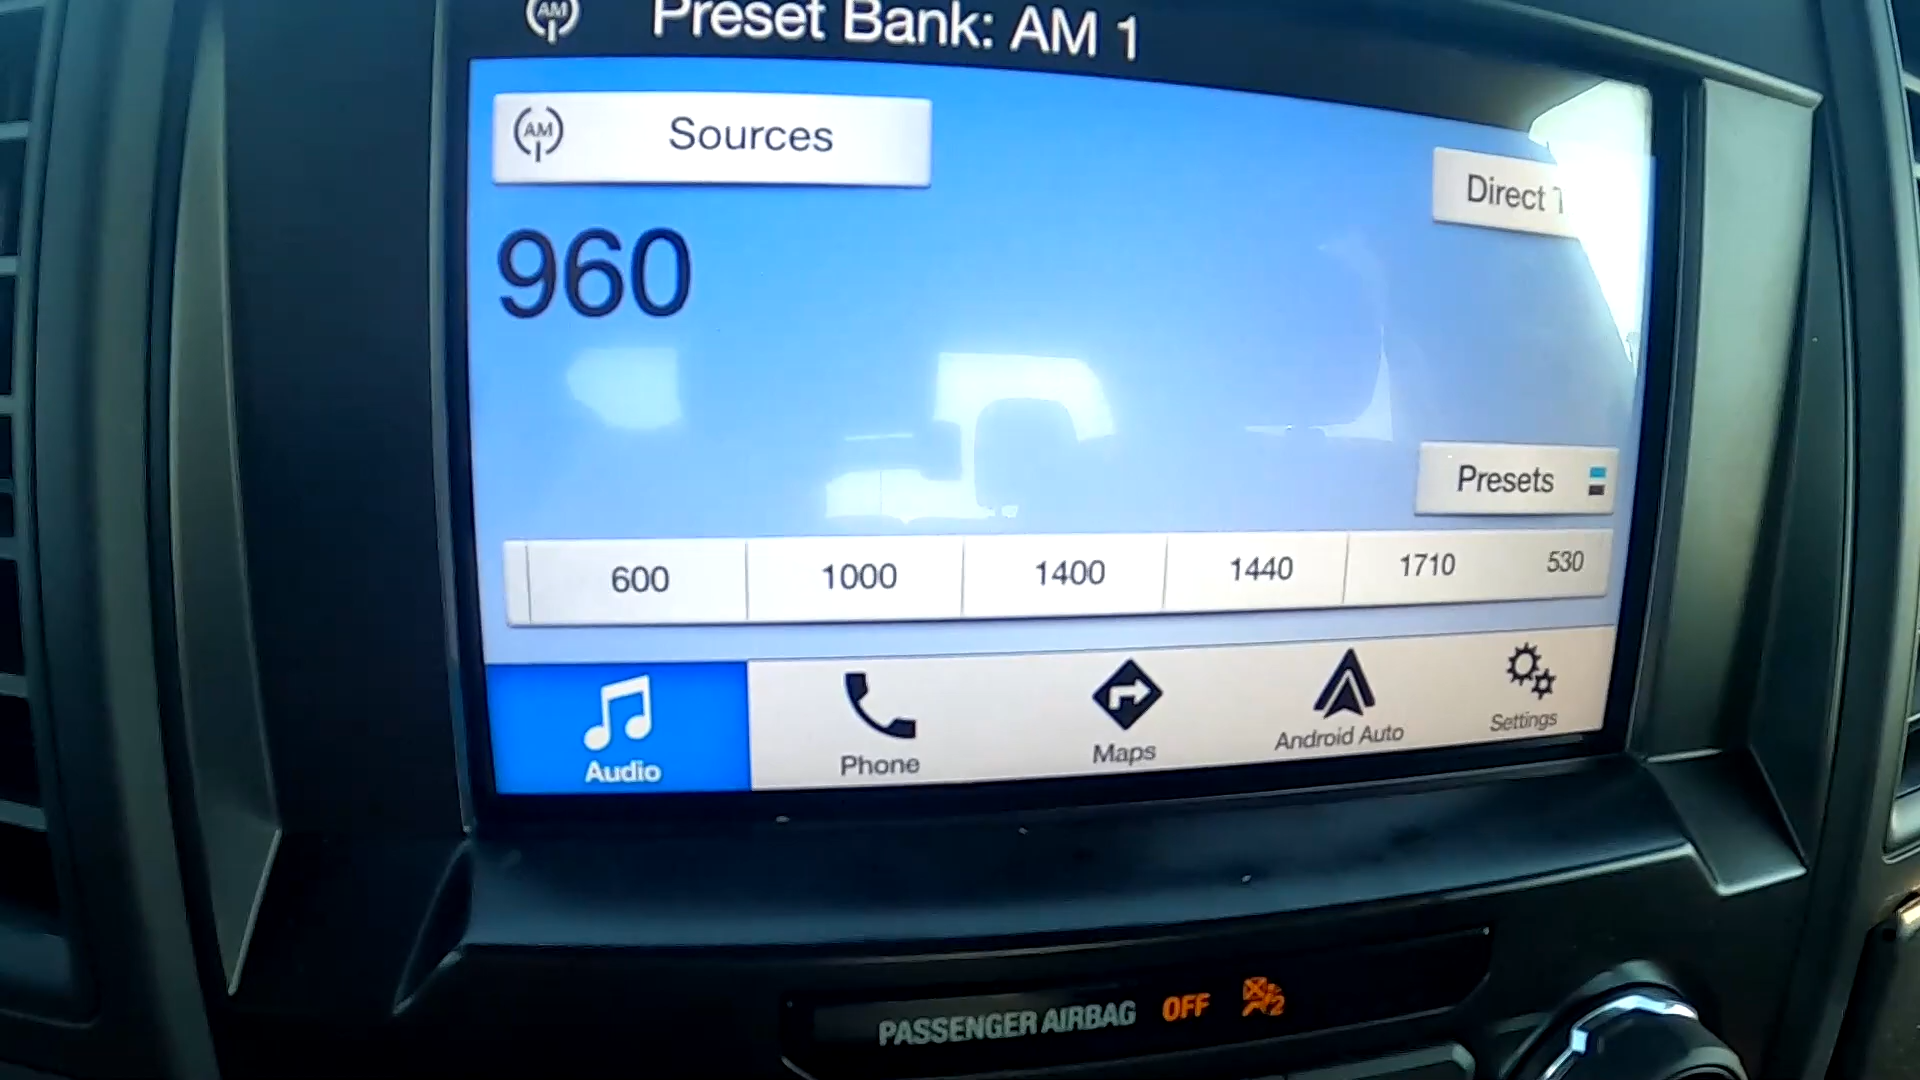 AM Preset Bank: AM 1
AM Sources
Direct
960
Presets
600 1000 1400 1440 1710 530
Audio Phone Maps Android Auto Settings
PASSENGER AIRBAG OFF 2